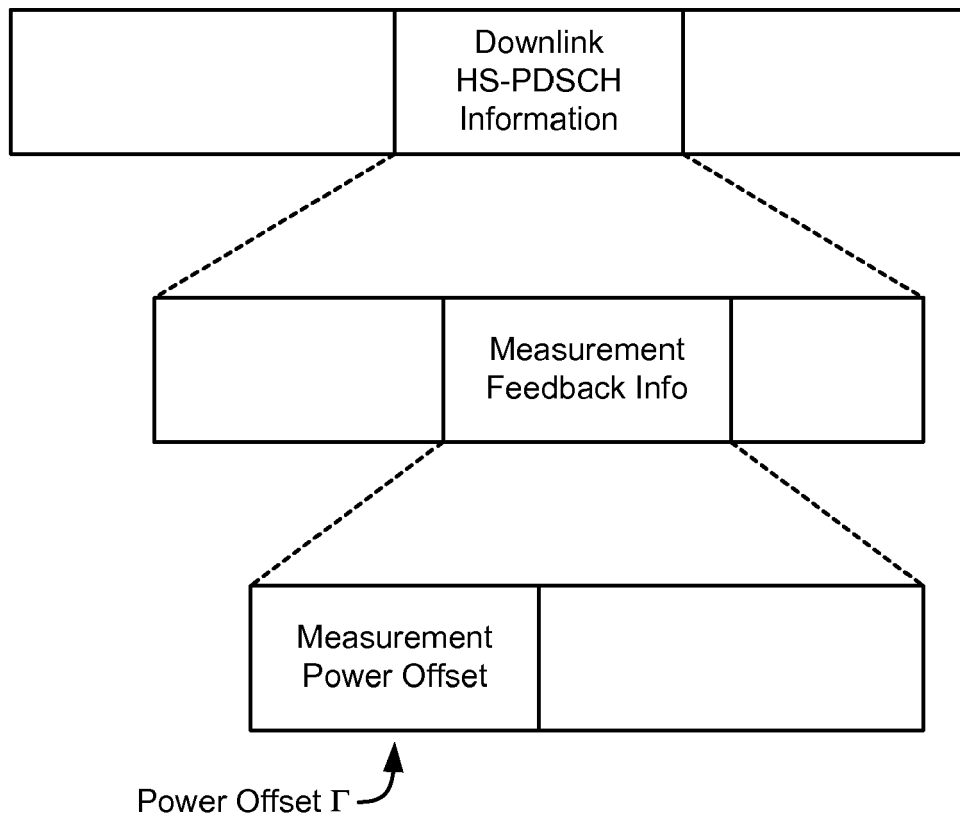 Downlink
HS-PDSCH
Information
Measurement
Feedback Info
Measurement
Power Offset
Power Offset Γ